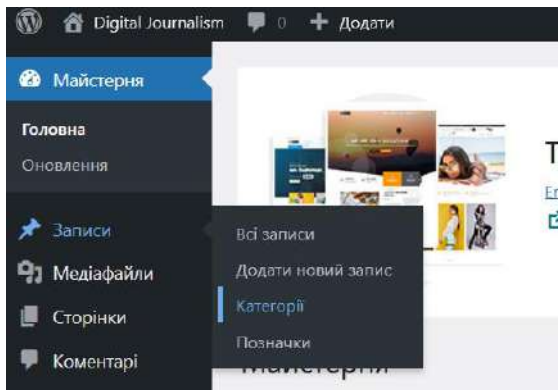 Digital Journalism 0 + Додати
Майстерня
Головна
Оновлення
Записи
Всі записи
Додати новий запис
Категорії
Позначки
Медіафайли
Сторінки
Коментарі
Майстерня